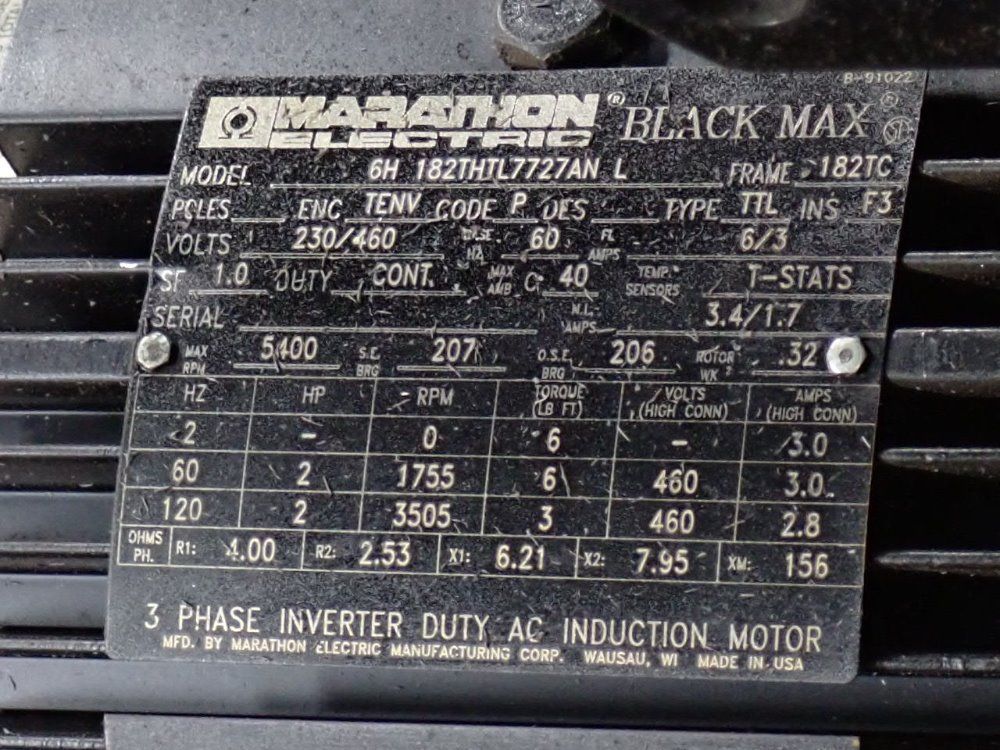 B-91022
MARATHON® BLACK MAX®
ELECTRIC
MODEL 6H 182THTL7727AN L FRAME 182TC
POLES ENC TENV CODE P DES TYPE TTL INS F3
VOLTS 230/460 BASE HZ 60 FL AMPS 6/3
SF 1.0 DUTY CONT. MAX AMB C 40 TEMP. SENSORS T-STATS
SERIAL N.L. AMPS 3.4/1.7
MAX RPM 5400 S.E. BRG 207 O.S.E. BRG 206 ROTOR WK² .32
HZ HP RPM TORQUE (LB FT) VOLTS (HIGH CONN) AMPS (HIGH CONN)
2 - 0 6 - 3.0
60 2 1755 6 460 3.0
120 2 3505 3 460 2.8
OHMS PH. R1: 4.00 R2: 2.53 X1: 6.21 X2: 7.95 XM: 156
3 PHASE INVERTER DUTY AC INDUCTION MOTOR
MFD. BY MARATHON ELECTRIC MANUFACTURING CORP. WAUSAU, WI MADE IN USA